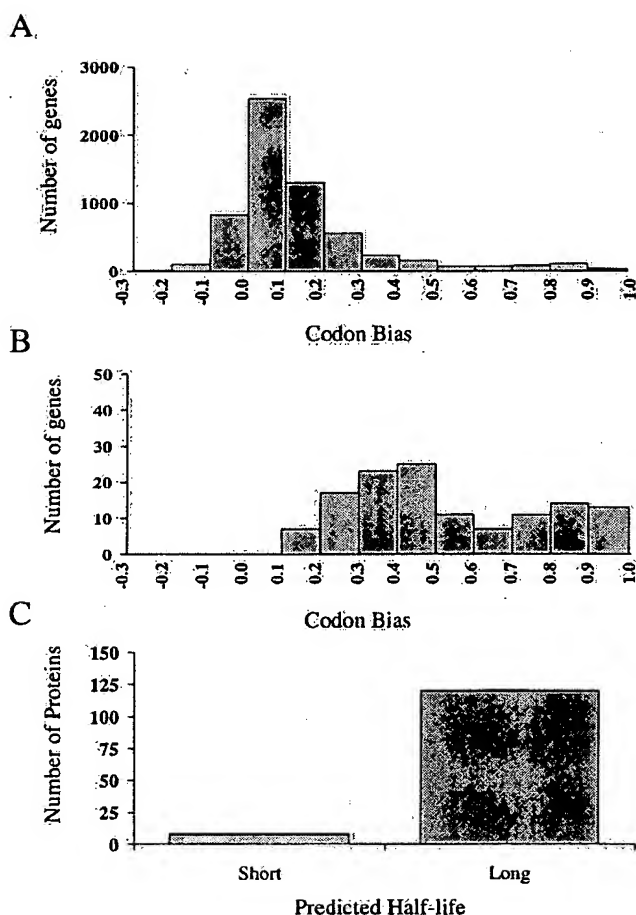 A.
Number of genes
3000
2000
1000
0
-0.3 -0.2 -0.1 0.0 0.1 0.2 0.3 0.4 0.5 0.6 0.7 0.8 0.9 1.0
Codon Bias
B
Number of genes
50
40
30
20
10
0
-0.3 -0.2 -0.1 0.0 0.1 0.2 0.3 0.4 0.5 0.6 0.7 0.8 0.9 1.0
Codon Bias
C
Number of Proteins
150
125
100
75
50
25
0
Short Long
Predicted Half-life